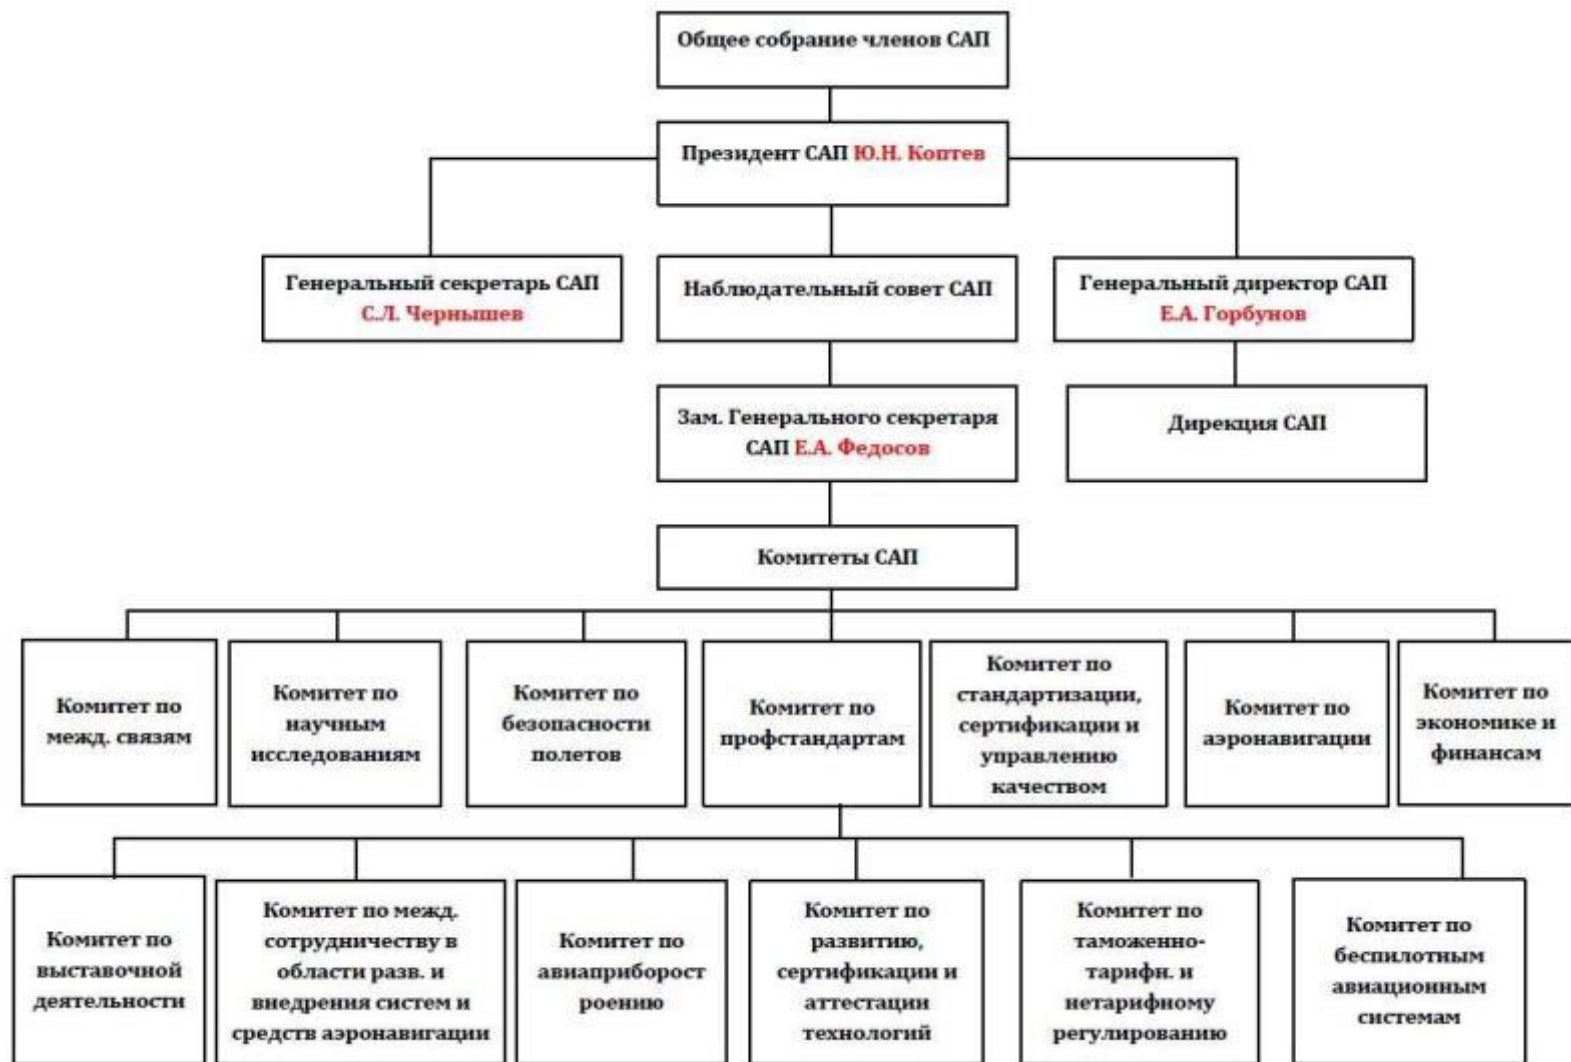 Общее собрание членов САП
Президент САП Ю.Н. Коптев
Генеральный секретарь САП
С.Л. Чернышев
Наблюдательный совет САП
Генеральный директор САП
Е.А. Горбунов
Зам. Генерального секретаря
САП Е.А. Федосов
Дирекция САП
Комитеты САП
Комитет по
межд. связям
Комитет по
научным
исследованиям
Комитет по
безопасности
полетов
Комитет по
профстандартам
Комитет по
стандартизации,
сертификации и
управлению
качеством
Комитет по
аэронавигации
Комитет по
экономике и
финансам
Комитет по
выставочной
деятельности
Комитет по межд.
сотрудничеству в
области разв. и
внедрения систем и
средств аэронавигации
Комитет по
авиаприборост
роению
Комитет по
развитию,
сертификации и
аттестации
технологий
Комитет по
таможенно-
тарифн. и
нетарифному
регулированию
Комитет по
беспилотным
авиационным
системам